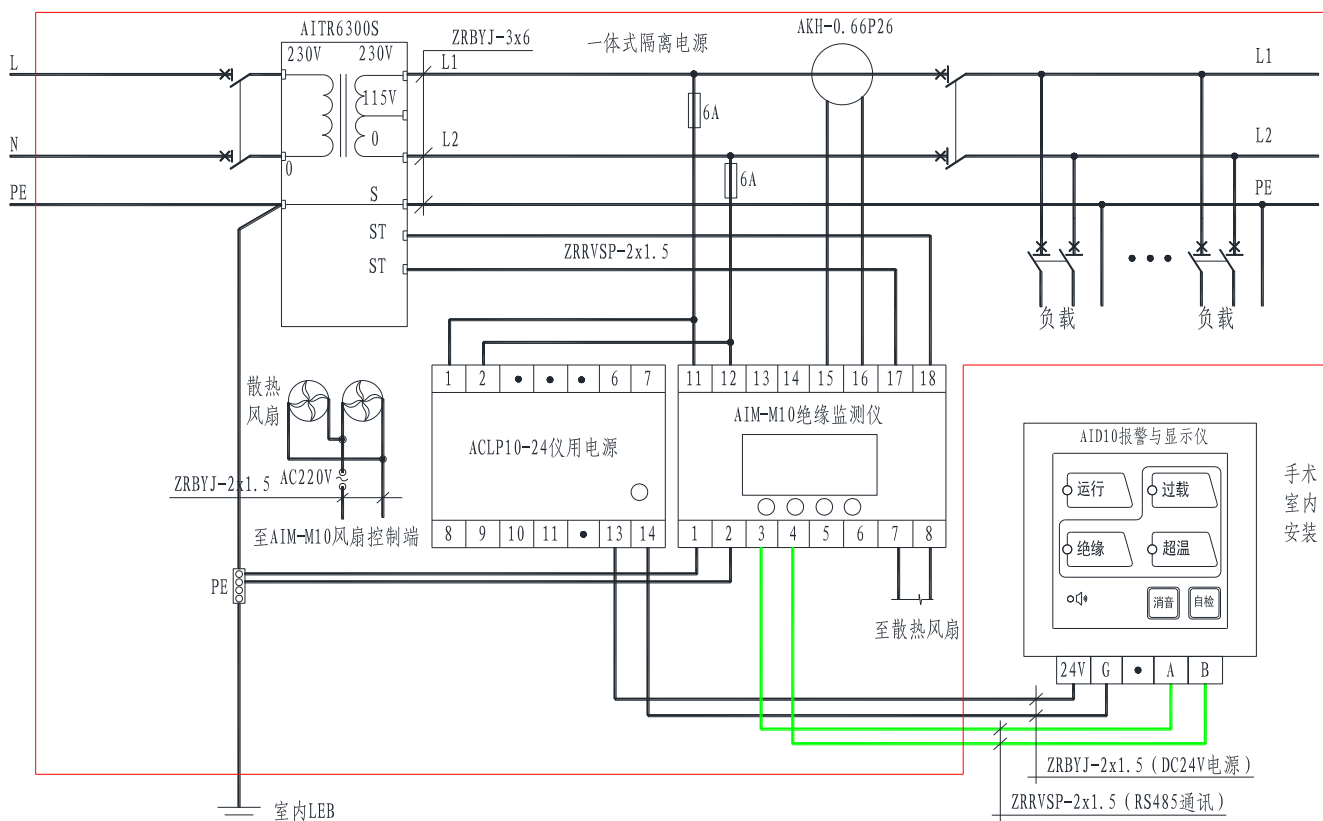 AITR6300S
ZRBYJ-3x6
一体式隔离电源
AKH-0.66P26
L
230V
230V
L1
L1
115V
6A
N
0
0
L2
L2
6A
PE
S
PE
ST
ST
ZRRVSP-2x1.5
负载
负载
散热
风扇
1
2
6
7
11
12
13
14
15
16
17
18
ACLP10-24仪用电源
AIM-M10绝缘监测仪
AID10报警与显示仪
ZRBYJ-2x1.5
AC220V
至AIM-M10风扇控制端
8
9
10
11
13
14
1
2
3
4
5
6
7
8
运行
过载
绝缘
超温
消音
自检
手术
室内
安装
PE
至散热风扇
24V
G
A
B
ZRBYJ-2x1.5(DC24V电源)
ZRRVSP-2x1.5(RS485通讯)
室内LEB